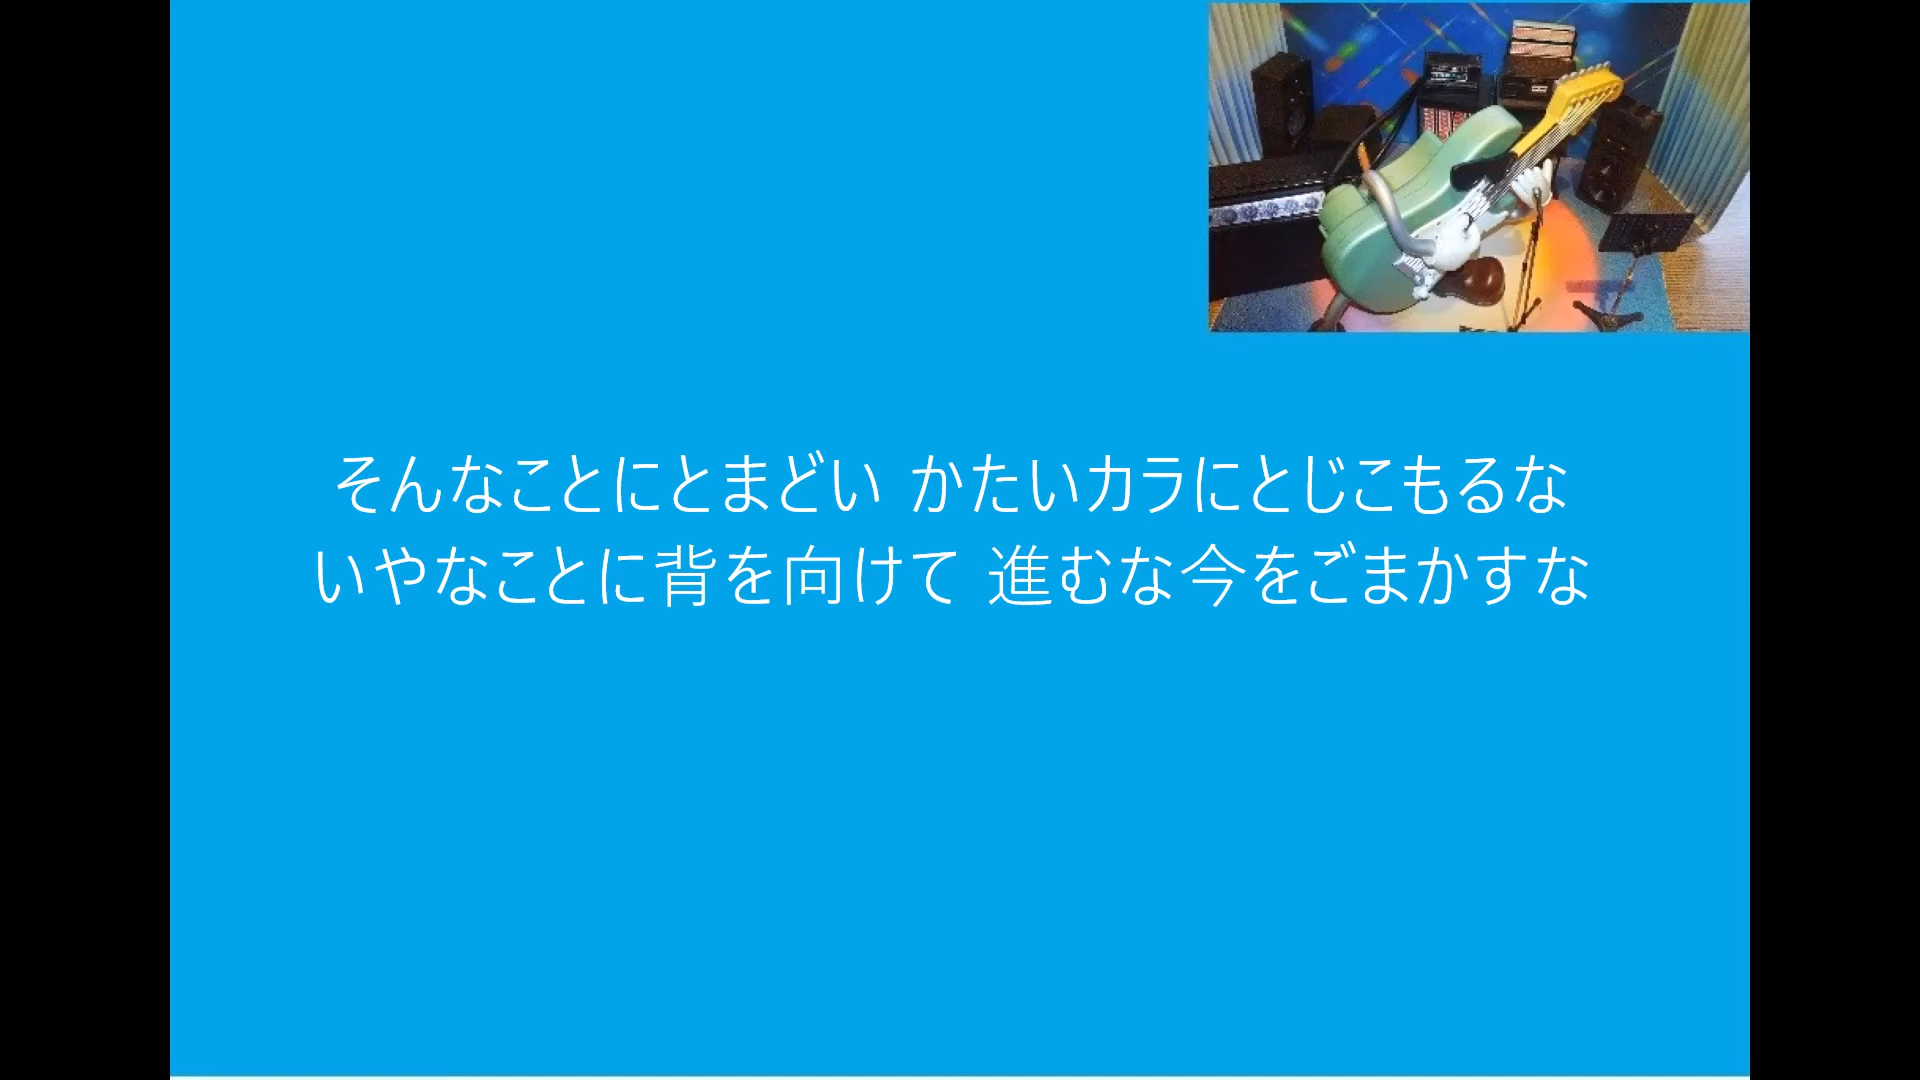 そんなことにとまどい かたいカラにとじこもるな
いやなことに背を向けて 進むな今をごまかすな